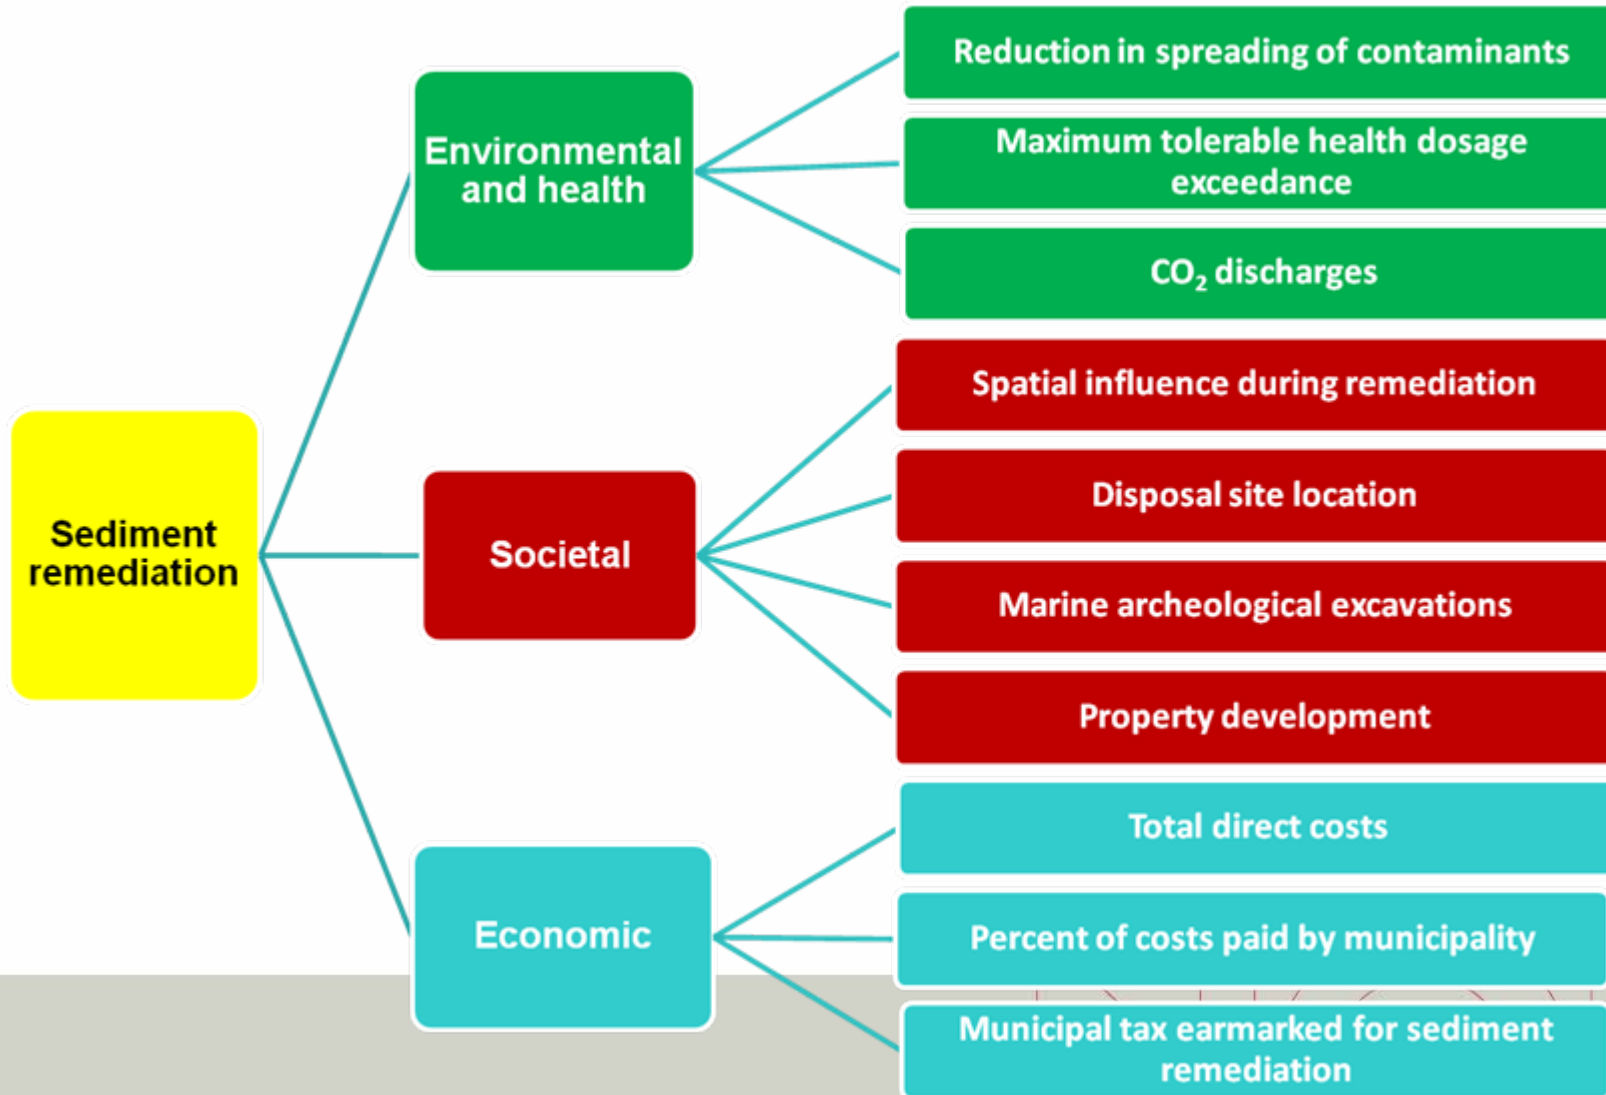 Reduction in spreading of contaminants
Environmental
and health
Maximum tolerable health dosage
exceedance
CO₂ discharges
Spatial influence during remediation
Disposal site location
Sediment
remediation
Societal
Marine archeological excavations
Property development
Total direct costs
Economic
Percent of costs paid by municipality
Municipal tax earmarked for sediment
remediation